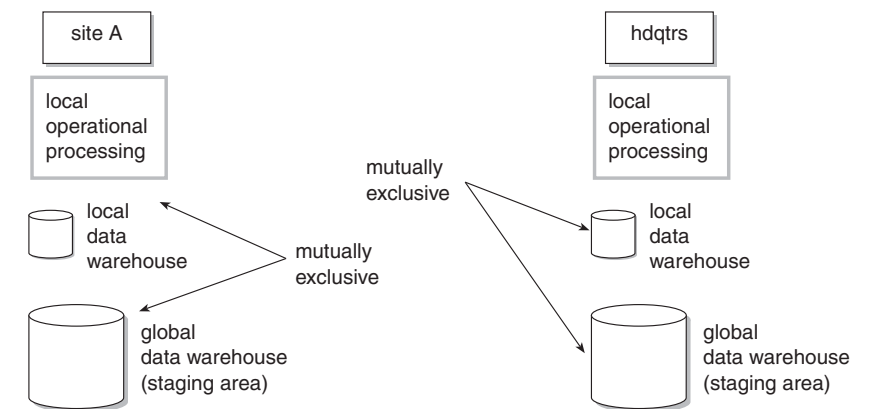 site A
local
operational
processing
local
data
warehouse
mutually
exclusive
global
data warehouse
(staging area)
hdqtrs
local
operational
processing
mutually
exclusive
local
data
warehouse
global
data warehouse
(staging area)